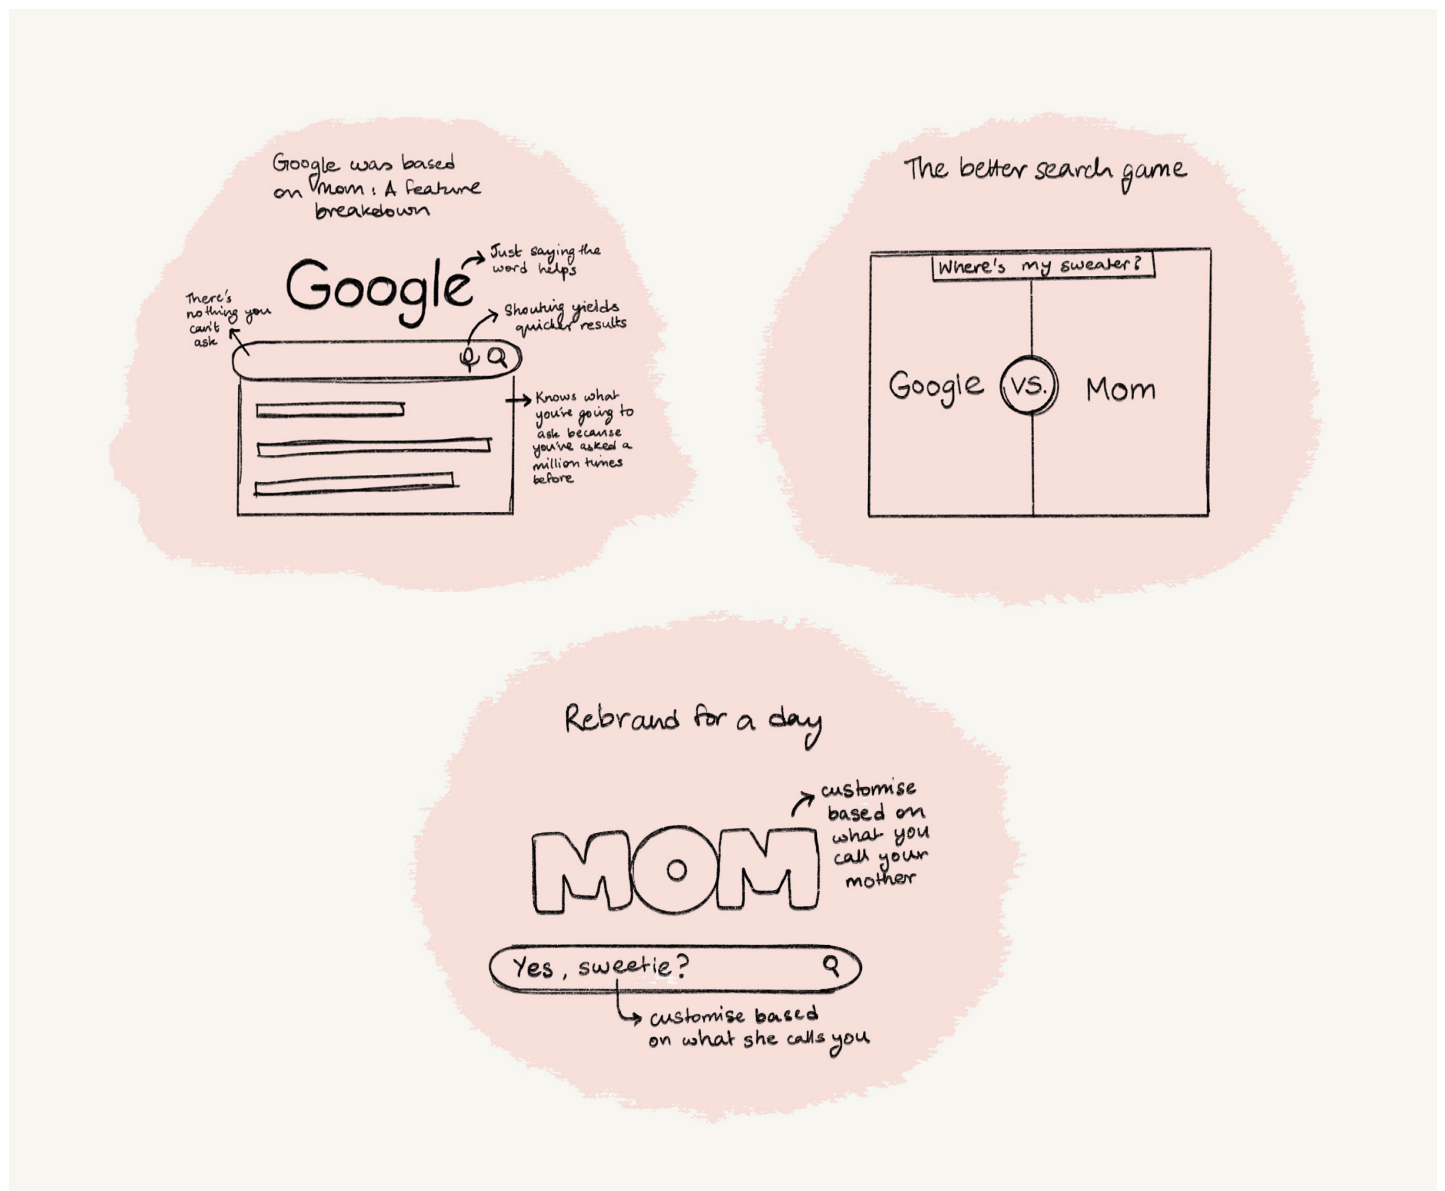 Google was based
on Mom: A feature
breakdown
Google
Just saying the
word helps
There's
nothing you
can't
ask
Shouting yields
quicker results
Knows what
you're going to
ask because
you've asked a
million times
before
The better search game
Where's my sweater?
Google VS. Mom
Rebrand for a day
MOM
customise
based on
what you
call your
mother
Yes, sweetie?
customise based
on what she calls you